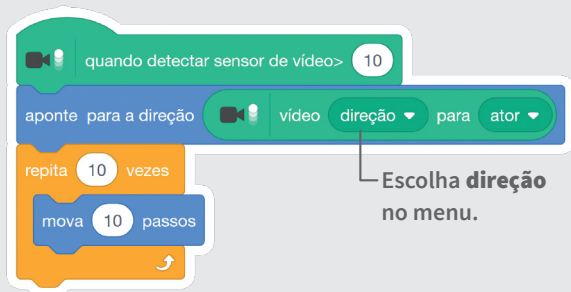 quando detectar sensor de vídeo> 10
aponte para a direção vídeo direção para ator
repita 10 vezes
Escolha direção
no menu.
mova 10 passos